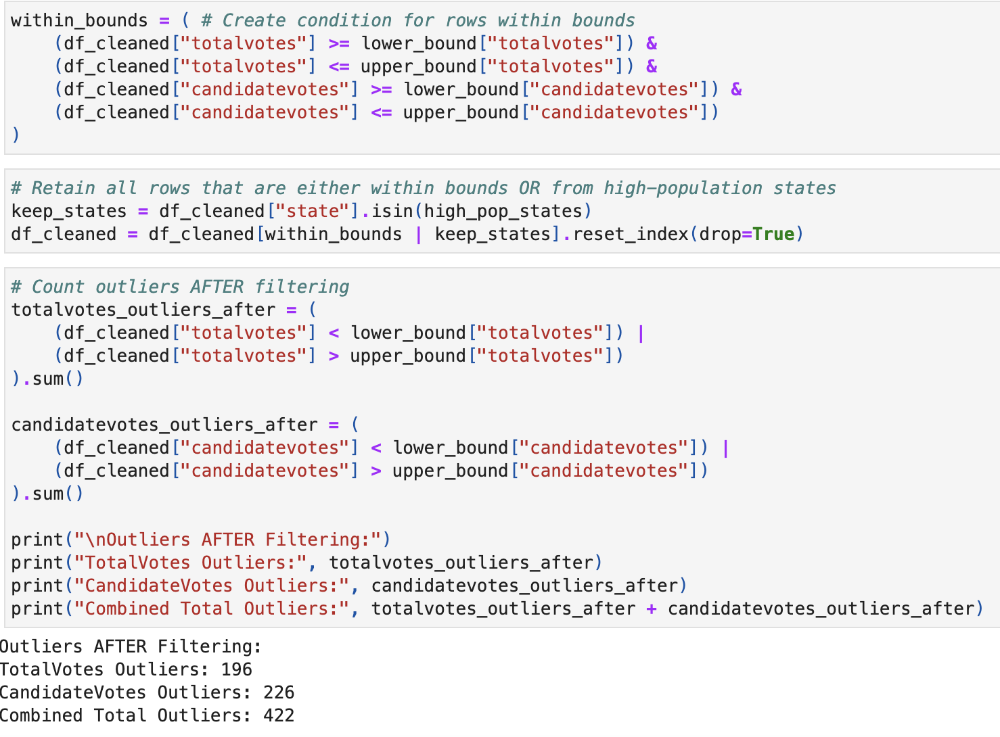 within_bounds = ( # Create condition for rows within bounds
    (df_cleaned["totalvotes"] >= lower_bound["totalvotes"]) &
    (df_cleaned["totalvotes"] <= upper_bound["totalvotes"]) &
    (df_cleaned["candidatevotes"] >= lower_bound["candidatevotes"]) &
    (df_cleaned["candidatevotes"] <= upper_bound["candidatevotes"])
)
# Retain all rows that are either within bounds OR from high-population states
keep_states = df_cleaned["state"].isin(high_pop_states)
df_cleaned = df_cleaned[within_bounds | keep_states].reset_index(drop=True)
# Count outliers AFTER filtering
totalvotes_outliers_after = (
    (df_cleaned["totalvotes"] < lower_bound["totalvotes"]) |
    (df_cleaned["totalvotes"] > upper_bound["totalvotes"])
).sum()
candidatevotes_outliers_after = (
    (df_cleaned["candidatevotes"] < lower_bound["candidatevotes"]) |
    (df_cleaned["candidatevotes"] > upper_bound["candidatevotes"])
).sum()
print("\nOutliers AFTER Filtering:")
print("TotalVotes Outliers:", totalvotes_outliers_after)
print("CandidateVotes Outliers:", candidatevotes_outliers_after)
print("Combined Total Outliers:", totalvotes_outliers_after + candidatevotes_outliers_after)
Outliers AFTER Filtering:
TotalVotes Outliers: 196
CandidateVotes Outliers: 226
Combined Total Outliers: 422